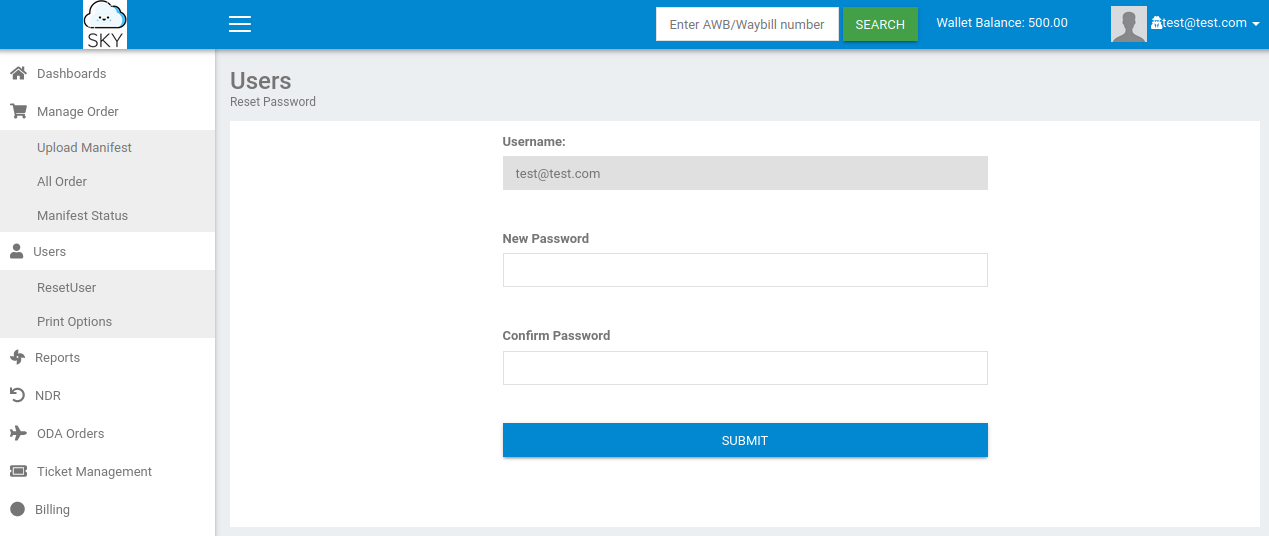 SKY
Enter AWB/Waybill number
SEARCH
Wallet Balance: 500.00
test@test.com
Dashboards
Manage Order
Upload Manifest
All Order
Manifest Status
Users
ResetUser
Print Options
Reports
NDR
ODA Orders
Ticket Management
Billing
Users
Reset Password
Username:
test@test.com
New Password
Confirm Password
SUBMIT